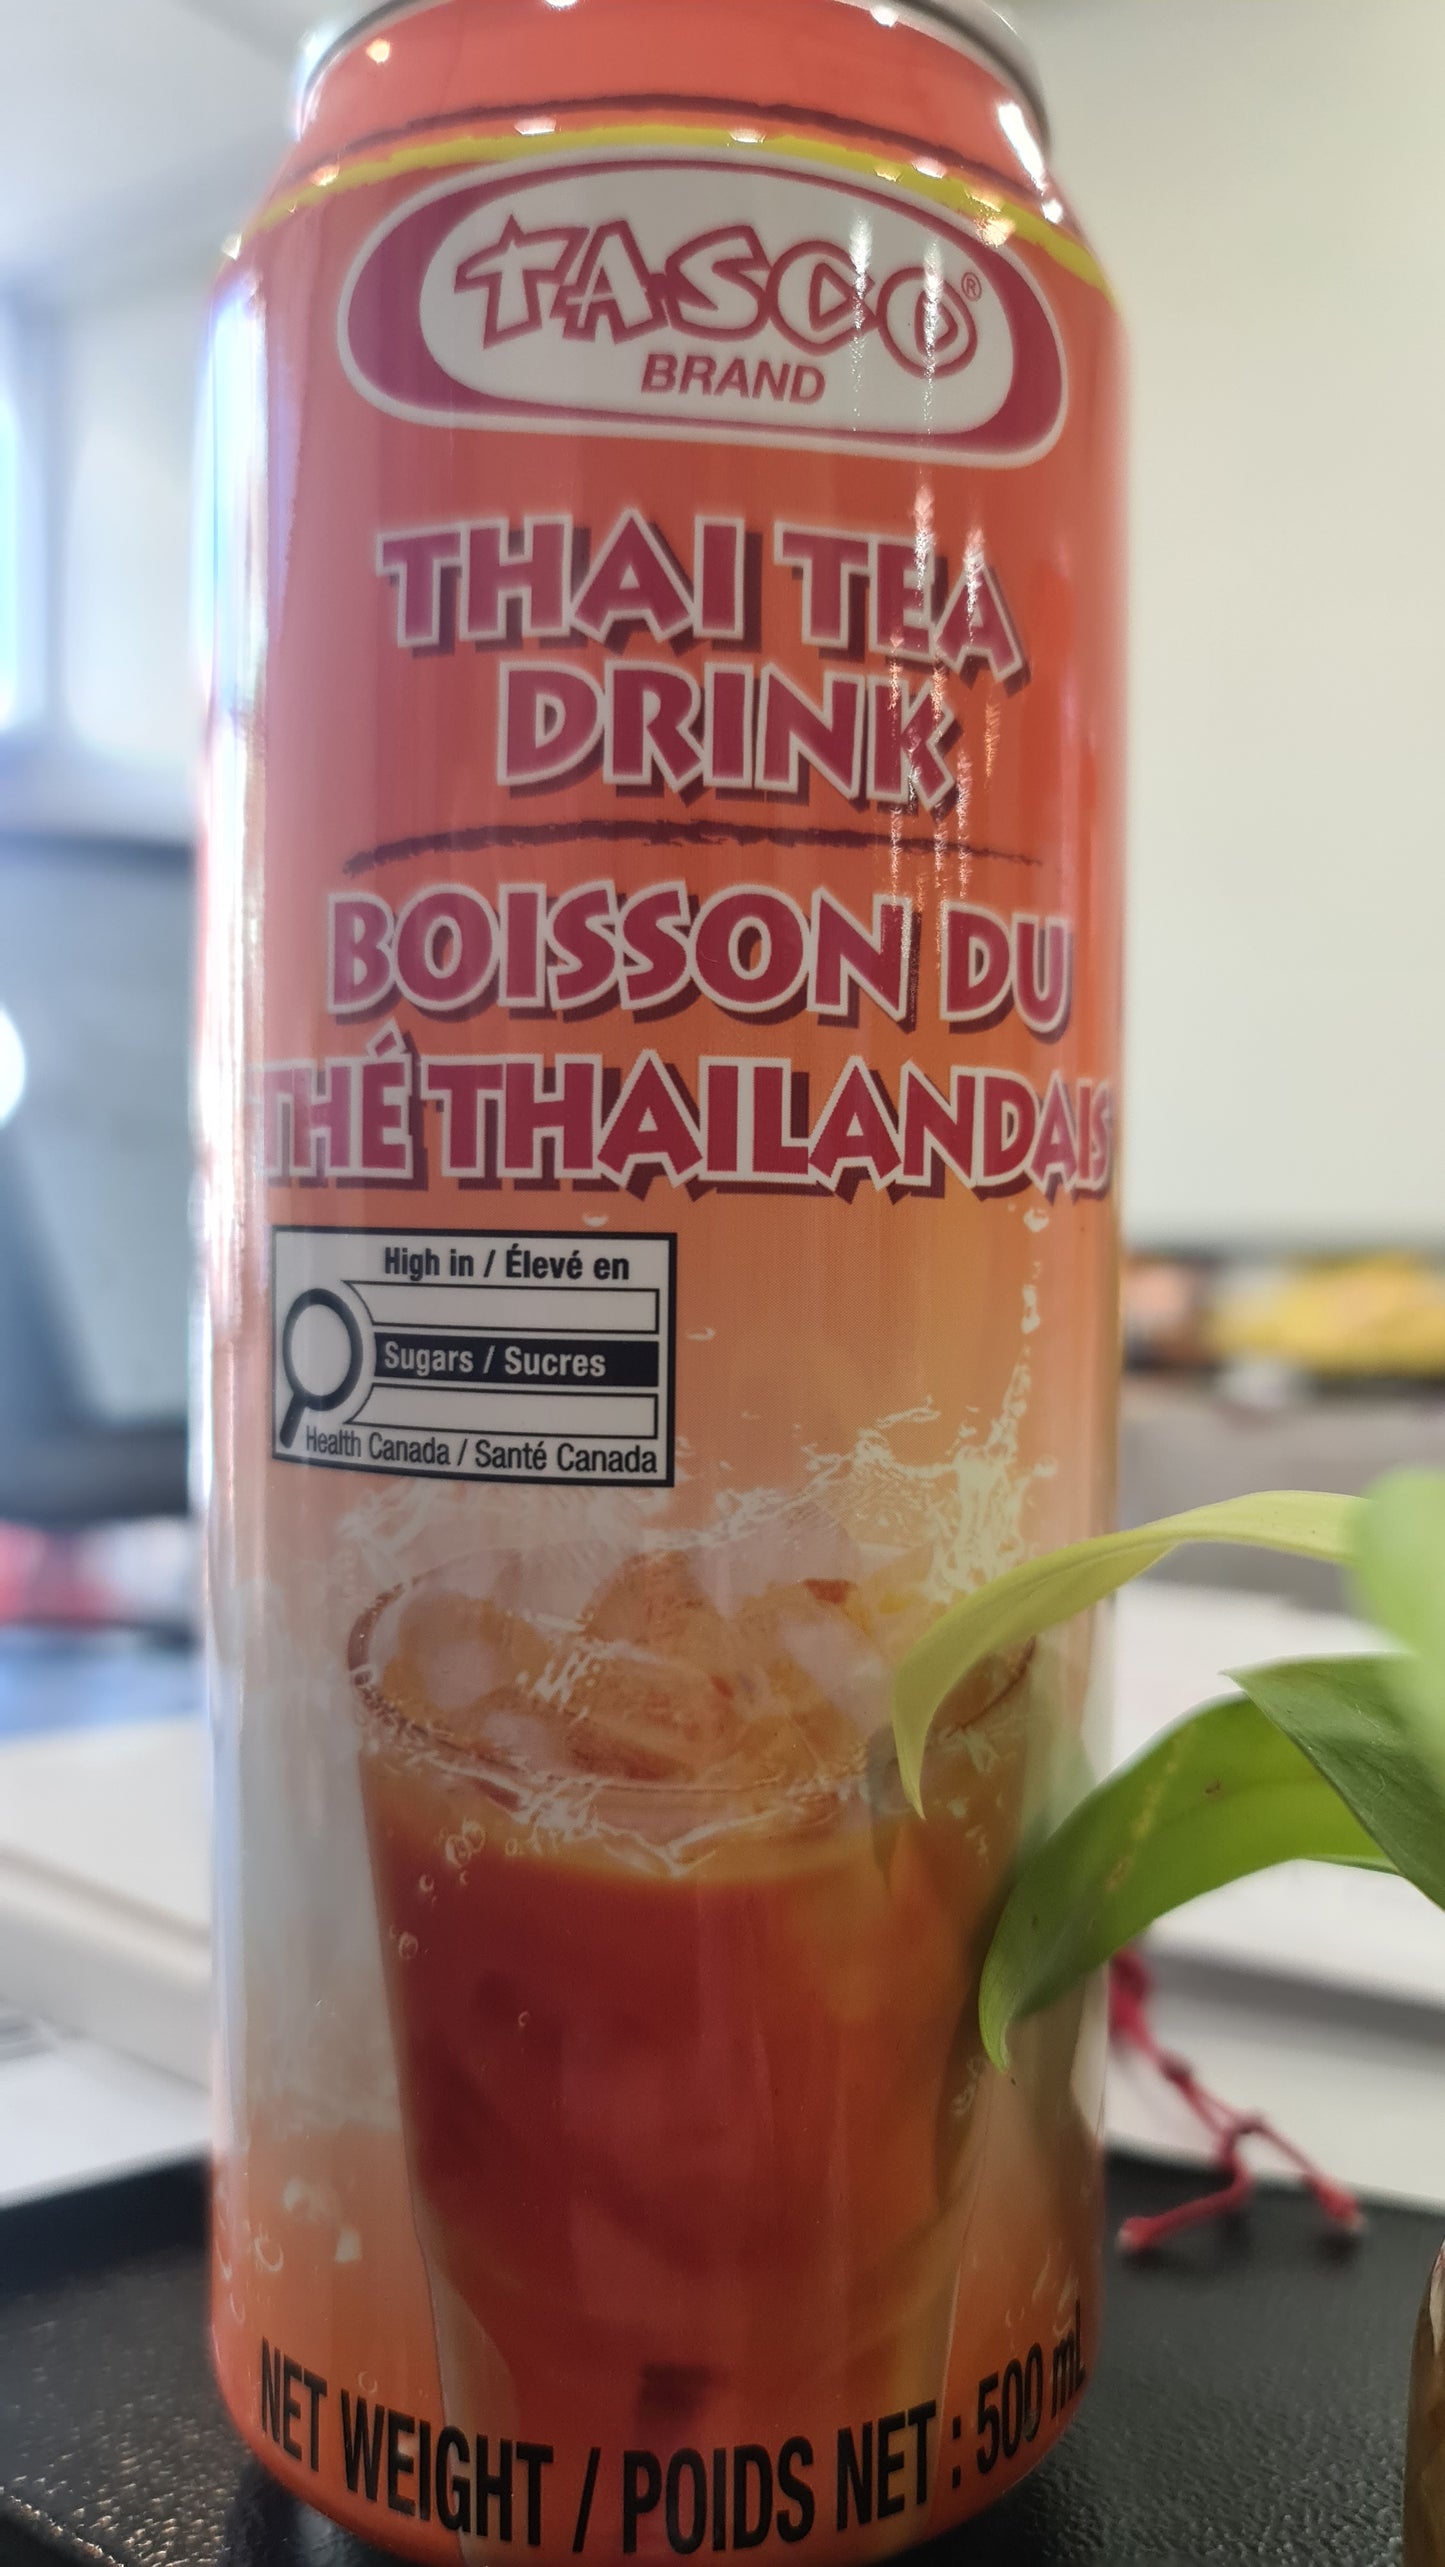 TASCO®
BRAND
THAI TEA
DRINK
BOISSON DU
THÉ THAILANDAIS
High in / Élevé en
Sugars / Sucres
Health Canada / Santé Canada
NET WEIGHT / POIDS NET : 500 mL